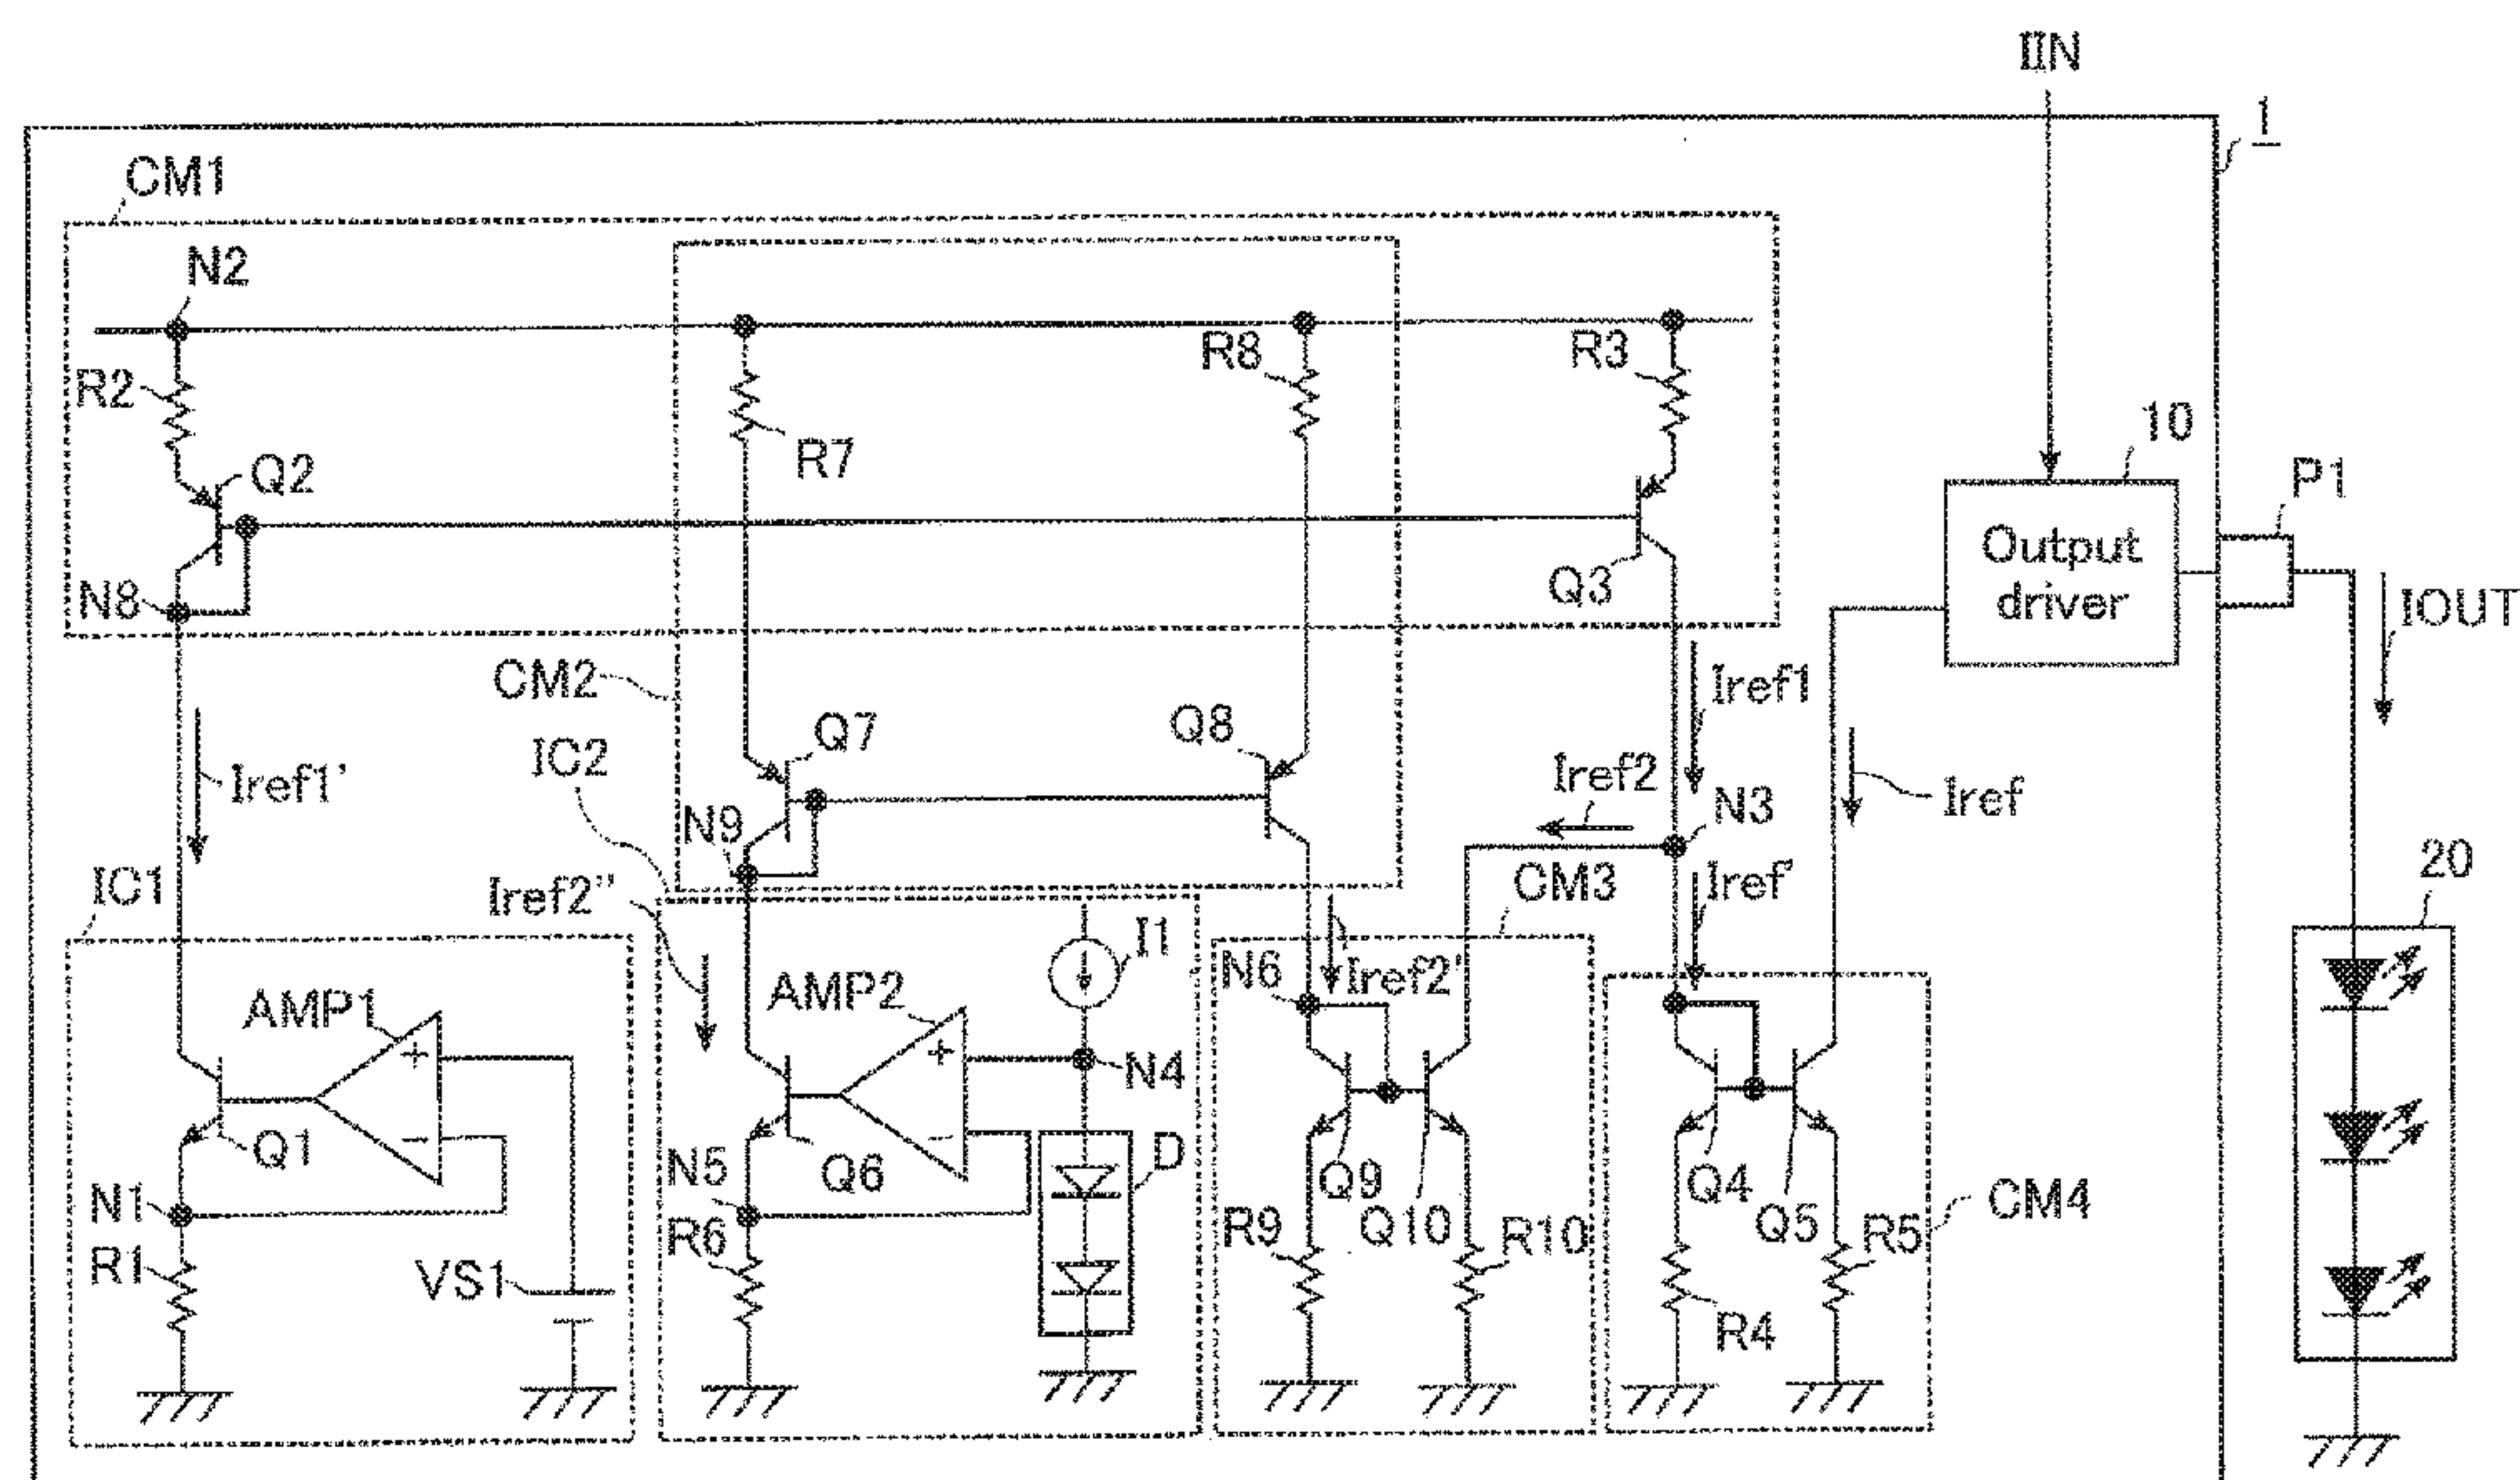 IIN
1
CM1
N2
R2
R8
R3
R7
Q2
10
P1
Output
driver
Q3
N8
IOUT
CM2
Iref1
Q7
Q8
IC2
Iref2
Iref1'
Iref
N3
N9
IC1
Iref2"
CM3
Iref'
20
I1
N6
Iref2'
AMP2
AMP1
+
+
N4
−
−
Q1
D
N5
Q6
Q9
Q4
N1
R6
R9
Q10
R10
Q5
R5
CM4
R1
VS1
R4